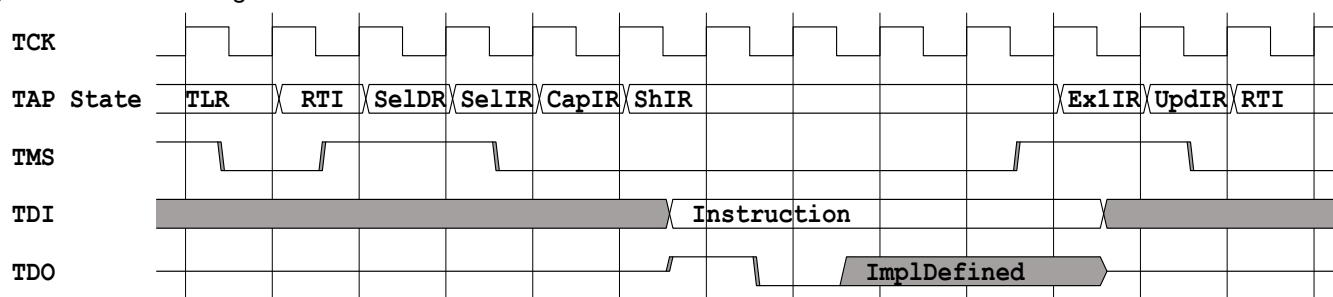 TCK
TAP State TLR RTI SelDR SelIR CapIR ShIR Ex1IR UpdIR RTI
TMS
TDI Instruction
TDO ImplDefined